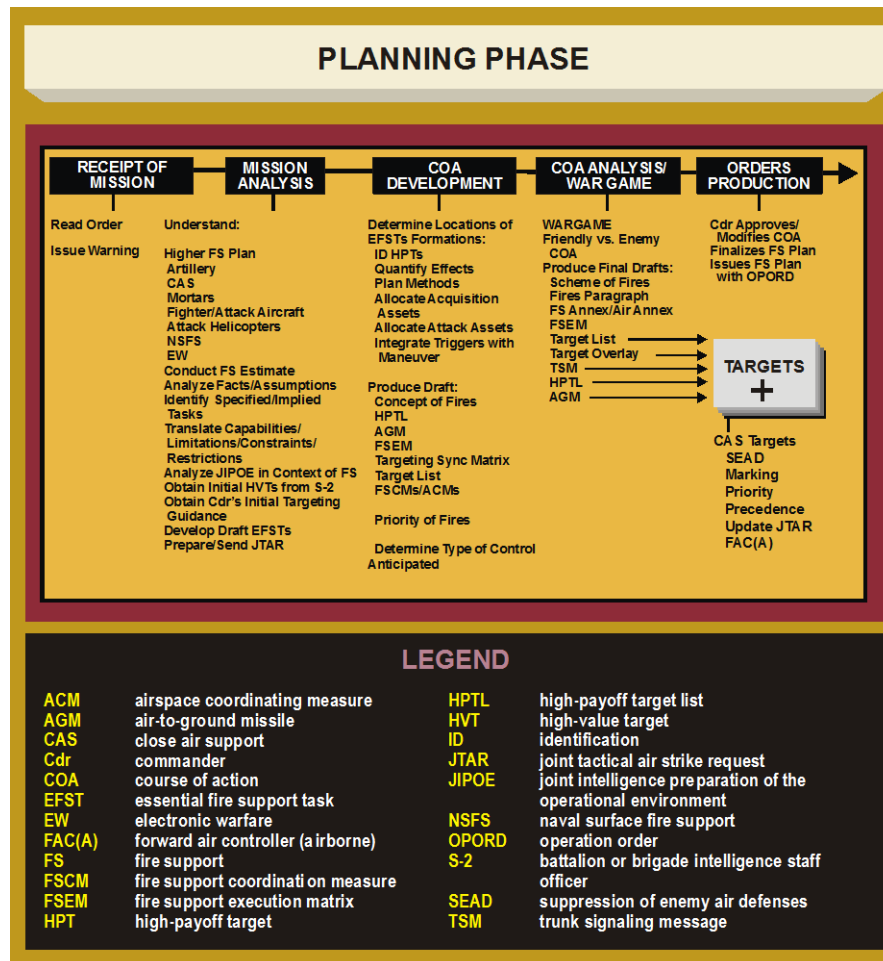 PLANNING PHASE
RECEIPT OF
MISSION
MISSION
ANALYSIS
COA
DEVELOPMENT
COA ANALYSIS/
WAR GAME
ORDERS
PRODUCTION
Read Order
Issue Warning
Understand:
Higher FS Plan
Artillery
CAS
Mortars
Fighter/Attack Aircraft
Attack Helicopters
NSFS
EW
Conduct FS Estimate
Analyze Facts/Assumptions
Identify Specified/Implied
Tasks
Translate Capabilities/
Limitations/Constraints/
Restrictions
Analyze JIPOE in Context of FS
Obtain Initial HVTs from S-2
Obtain Cdr's Initial Targeting
Guidance
Develop Draft EFSTs
Prepare/Send JTAR
Determine Locations of
EFSTs Formations:
ID HPTs
Quantify Effects
Plan Methods
Allocate Acquisition
Assets
Allocate Attack Assets
Integrate Triggers with
Maneuver
Produce Draft:
Concept of Fires
HPTL
AGM
FSEM
Targeting Sync Matrix
Target List
FSCMs/ACMs
Priority of Fires
Determine Type of Control
Anticipated
WARGAME
Friendly vs. Enemy
COA
Produce Final Drafts:
Scheme of Fires
Fires Paragraph
FS Annex/Air Annex
FSEM
Target List
Target Overlay
TSM
HPTL
AGM
Cdr Approves/
Modifies COA
Finalizes FS Plan
Issues FS Plan
with OPORD
TARGETS
+
CAS Targets
SEAD
Marking
Priority
Precedence
Update JTAR
FAC(A)
LEGEND
ACM airspace coordinating measure
AGM air-to-ground missile
CAS close air support
Cdr commander
COA course of action
EFST essential fire support task
EW electronic warfare
FAC(A) forward air controller (airborne)
FS fire support
FSCM fire support coordination measure
FSEM fire support execution matrix
HPT high-payoff target
HPTL high-payoff target list
HVT high-value target
ID identification
JTAR joint tactical air strike request
JIPOE joint intelligence preparation of the
operational environment
NSFS naval surface fire support
OPORD operation order
S-2 battalion or brigade intelligence staff
officer
SEAD suppression of enemy air defenses
TSM trunk signaling message